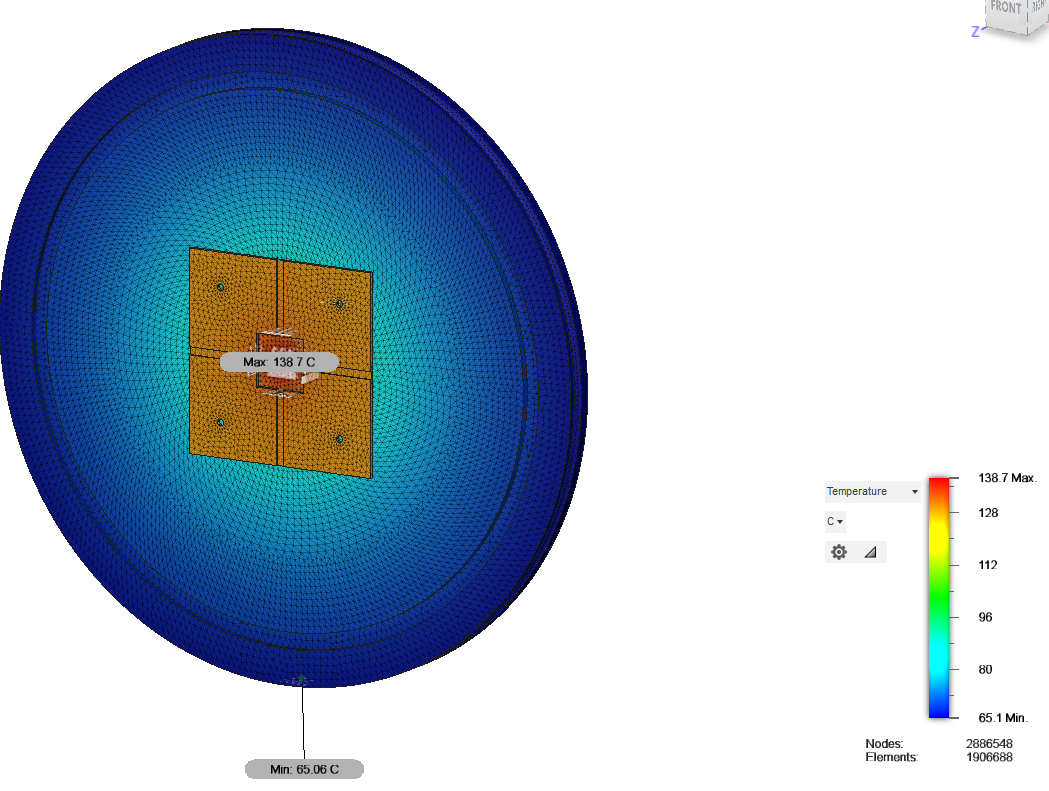 FRONT
RIGHT
Z
Max: 138.7 C
Temperature
138.7 Max.
128
C
112
96
80
65.1 Min.
Nodes: 2886548
Elements: 1906688
Min: 65.06 C